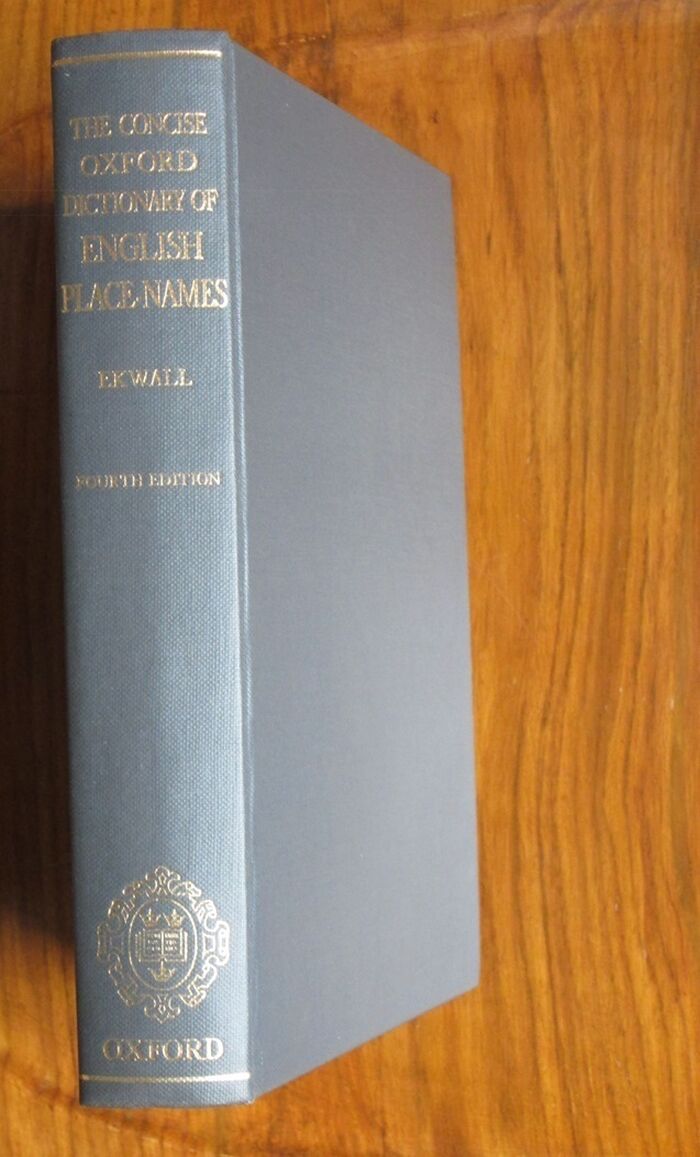 THE CONCISE
OXFORD
DICTIONARY OF
ENGLISH
PLACE-NAMES
EKWALL
FOURTH EDITION
OXFORD